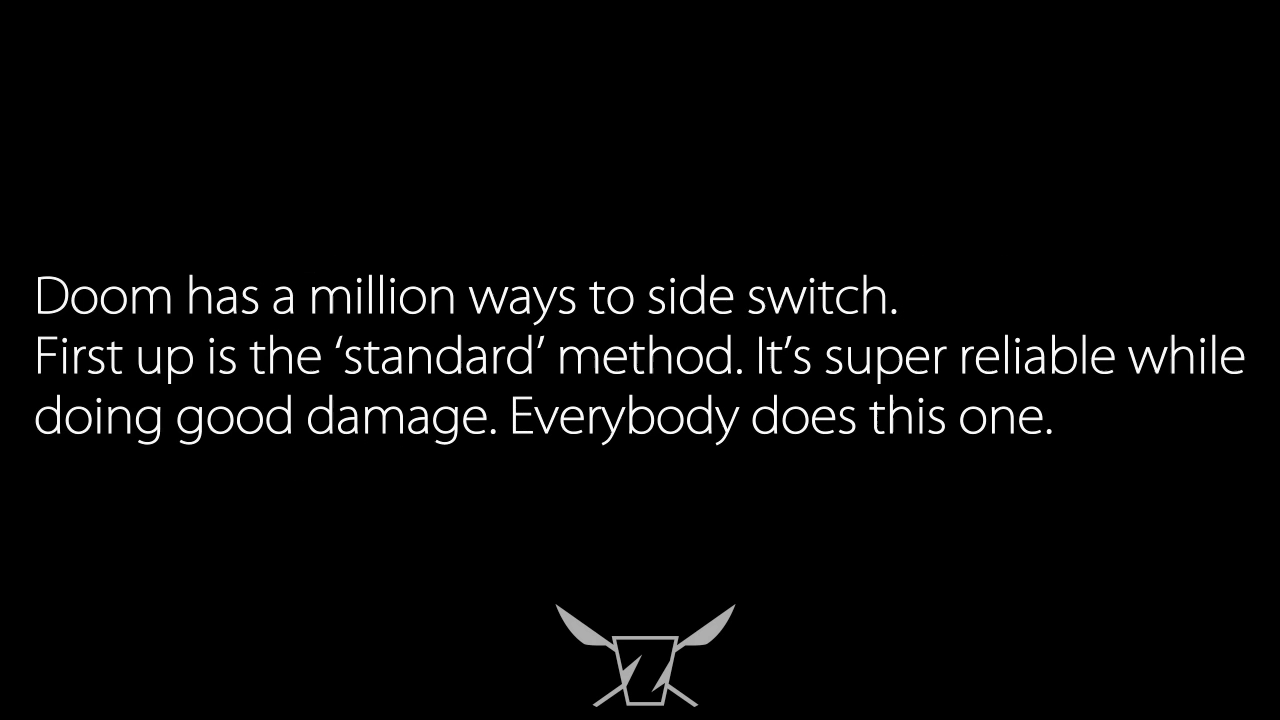 Doom has a million ways to side switch.
First up is the ‘standard’ method. It’s super reliable while
doing good damage. Everybody does this one.